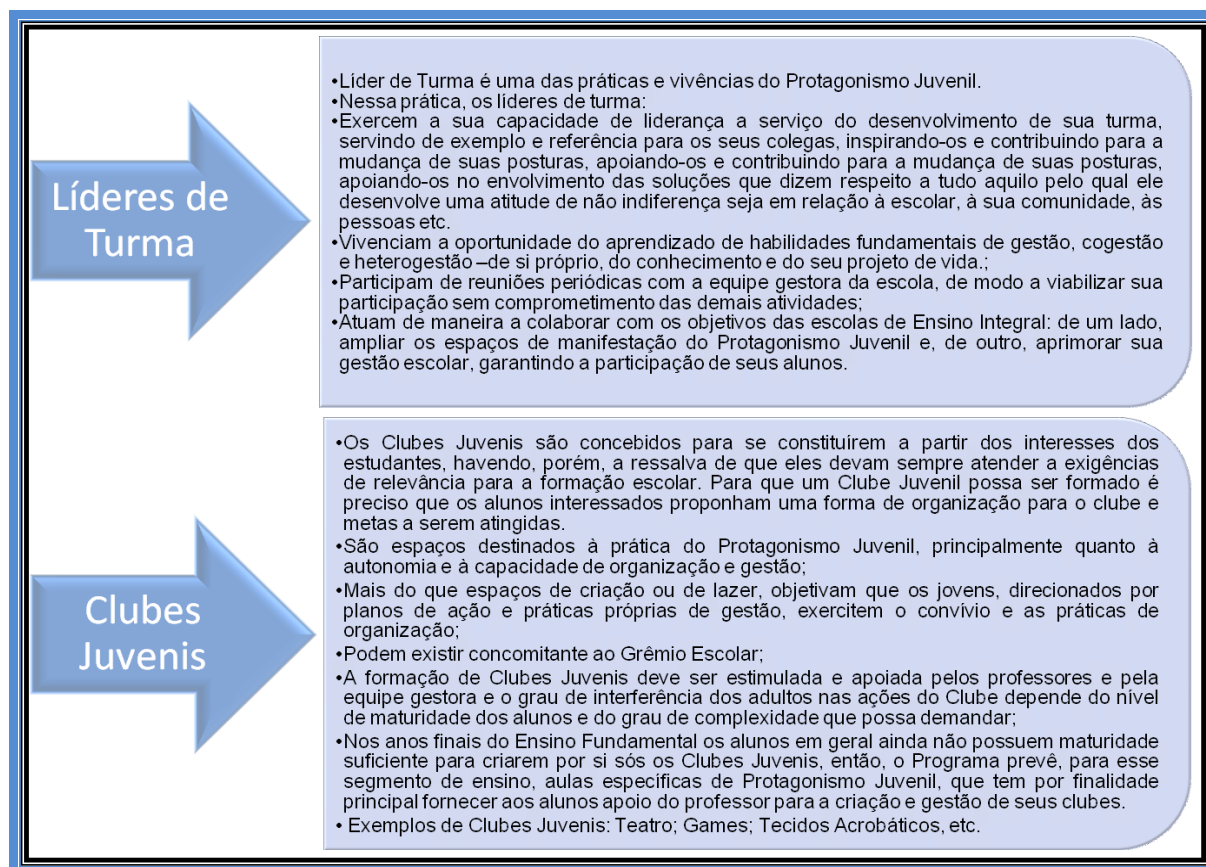 Líderes de
Turma
•Líder de Turma é uma das práticas e vivências do Protagonismo Juvenil.
•Nessa prática, os líderes de turma:
•Exercem a sua capacidade de liderança a serviço do desenvolvimento de sua turma,
servindo de exemplo e referência para os seus colegas, inspirando-os e contribuindo para a
mudança de suas posturas, apoiando-os e contribuindo para a mudança de suas posturas,
apoiando-os no envolvimento das soluções que dizem respeito a tudo aquilo pelo qual ele
desenvolve uma atitude de não indiferença seja em relação à escolar, à sua comunidade, às
pessoas etc.
•Vivenciam a oportunidade do aprendizado de habilidades fundamentais de gestão, cogestão
e heterogestão –de si próprio, do conhecimento e do seu projeto de vida.;
•Participam de reuniões periódicas com a equipe gestora da escola, de modo a viabilizar sua
participação sem comprometimento das demais atividades;
•Atuam de maneira a colaborar com os objetivos das escolas de Ensino Integral: de um lado,
ampliar os espaços de manifestação do Protagonismo Juvenil e, de outro, aprimorar sua
gestão escolar, garantindo a participação de seus alunos.
Clubes
Juvenis
•Os Clubes Juvenis são concebidos para se constituírem a partir dos interesses dos
estudantes, havendo, porém, a ressalva de que eles devam sempre atender a exigências
de relevância para a formação escolar. Para que um Clube Juvenil possa ser formado é
preciso que os alunos interessados proponham uma forma de organização para o clube e
metas a serem atingidas.
•São espaços destinados à prática do Protagonismo Juvenil, principalmente quanto à
autonomia e à capacidade de organização e gestão;
•Mais do que espaços de criação ou de lazer, objetivam que os jovens, direcionados por
planos de ação e práticas próprias de gestão, exercitem o convívio e as práticas de
organização;
•Podem existir concomitante ao Grêmio Escolar;
•A formação de Clubes Juvenis deve ser estimulada e apoiada pelos professores e pela
equipe gestora e o grau de interferência dos adultos nas ações do Clube depende do nível
de maturidade dos alunos e do grau de complexidade que possa demandar;
•Nos anos finais do Ensino Fundamental os alunos em geral ainda não possuem maturidade
suficiente para criarem por si sós os Clubes Juvenis, então, o Programa prevê, para esse
segmento de ensino, aulas específicas de Protagonismo Juvenil, que tem por finalidade
principal fornecer aos alunos apoio do professor para a criação e gestão de seus clubes.
• Exemplos de Clubes Juvenis: Teatro; Games; Tecidos Acrobáticos, etc.